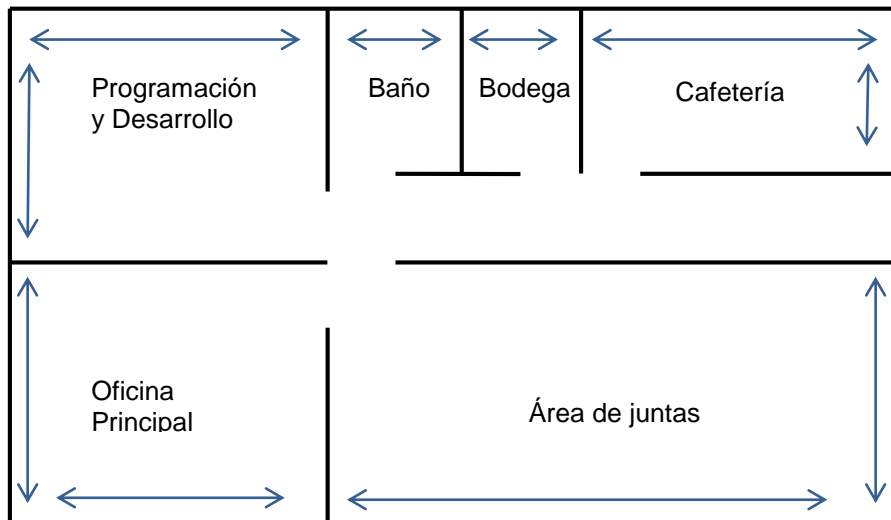 Programación
y Desarrollo
Baño
Bodega
Cafetería
Oficina
Principal
Área de juntas